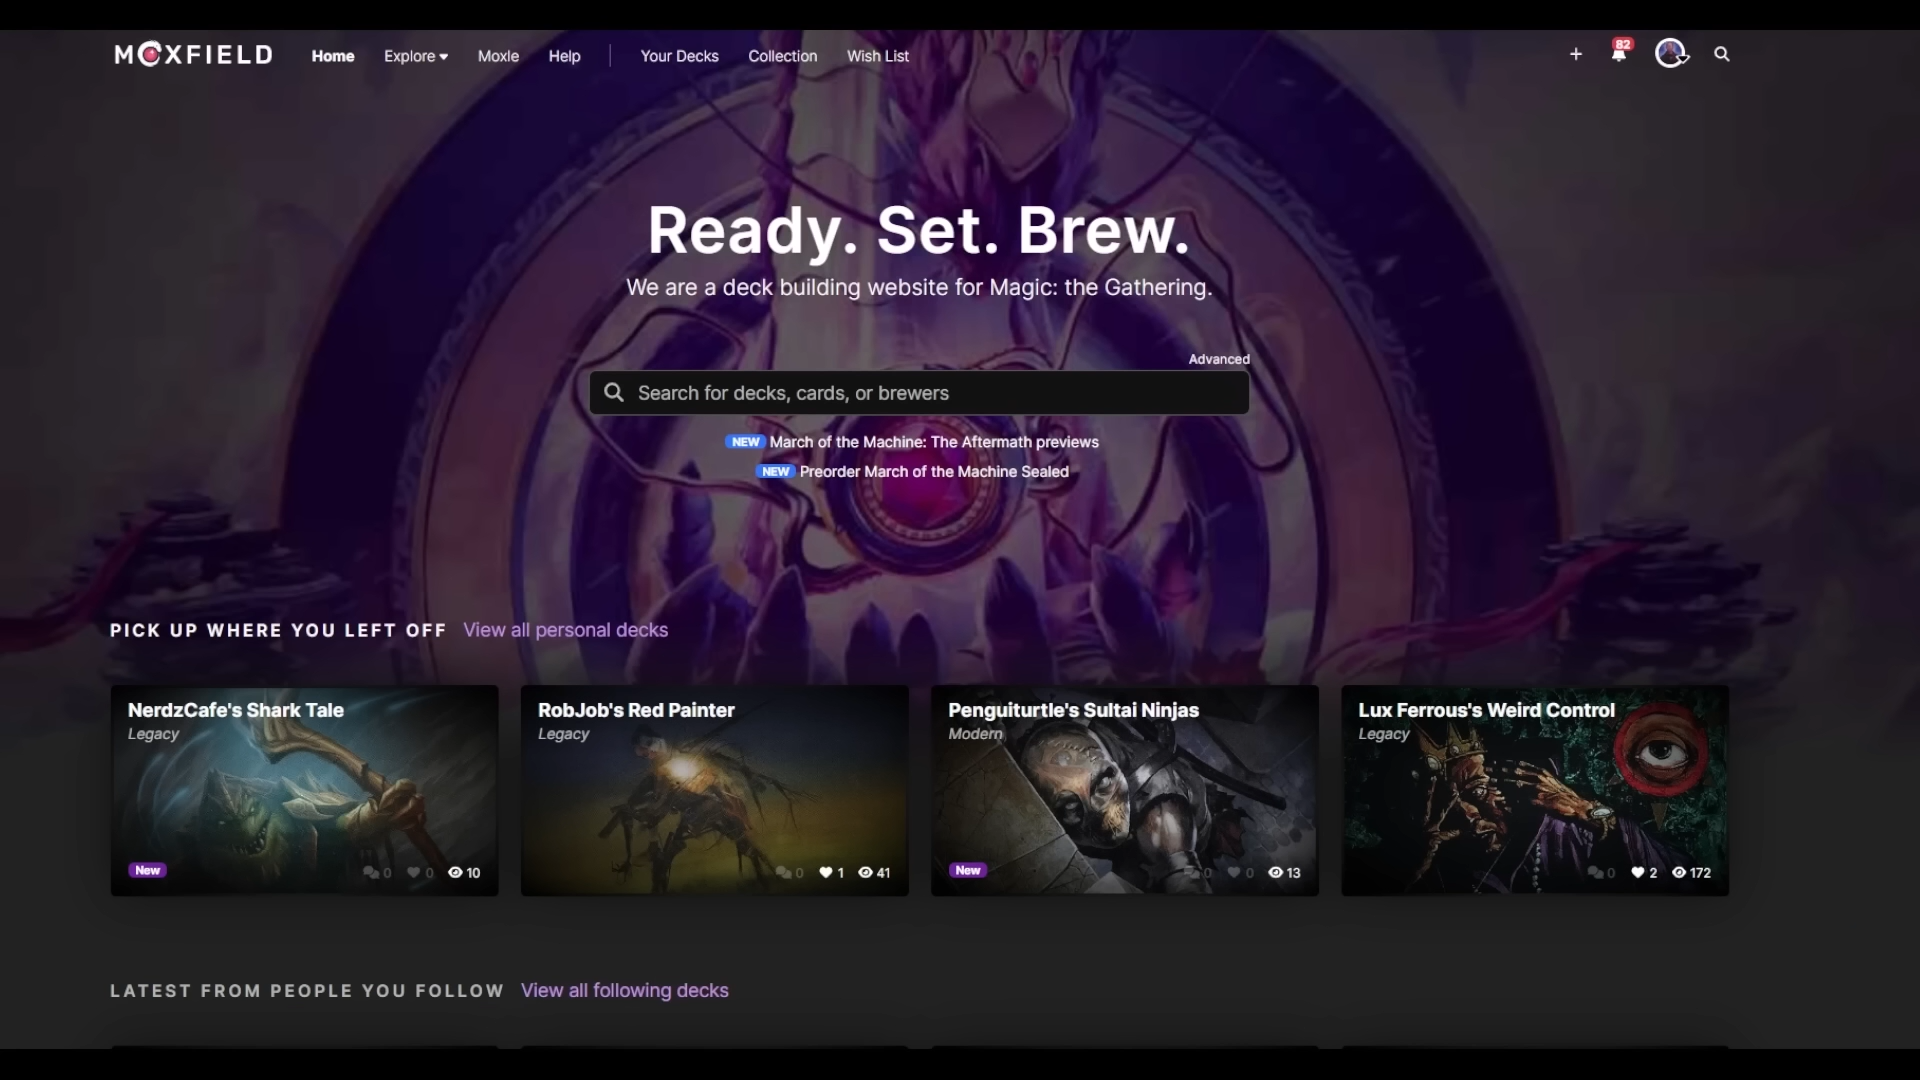 MOXFIELD Home Explore Moxle Help Your Decks Collection Wish List 82
Ready. Set. Brew.
We are a deck building website for Magic: the Gathering.
Advanced
Search for decks, cards, or brewers
NEW March of the Machine: The Aftermath previews
NEW Preorder March of the Machine Sealed
PICK UP WHERE YOU LEFT OFF View all personal decks
NerdzCafe's Shark Tale
Legacy
New 0 0 10
RobJob's Red Painter
Legacy
0 1 41
Penguiturtle's Sultai Ninjas
Modern
New 0 0 13
Lux Ferrous's Weird Control
Legacy
0 2 172
LATEST FROM PEOPLE YOU FOLLOW View all following decks